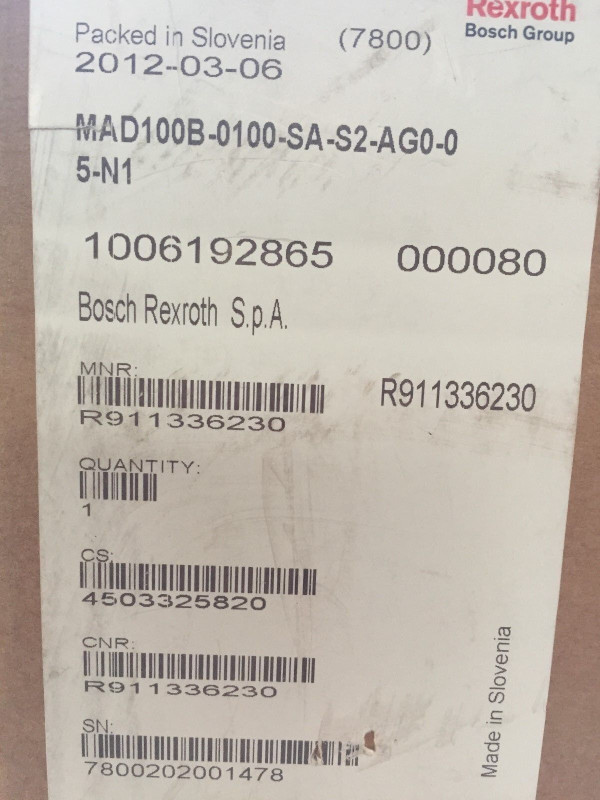 Rexroth
Bosch Group
Packed in Slovenia (7800)
2012-03-06
MAD100B-0100-SA-S2-AG0-0
5-N1
1006192865 000080
Bosch Rexroth S.p.A.
MNR:
R911336230 R911336230
QUANTITY:
1
CS:
4503325820
CNR:
R911336230
SN:
7800202001478
Made in Slovenia